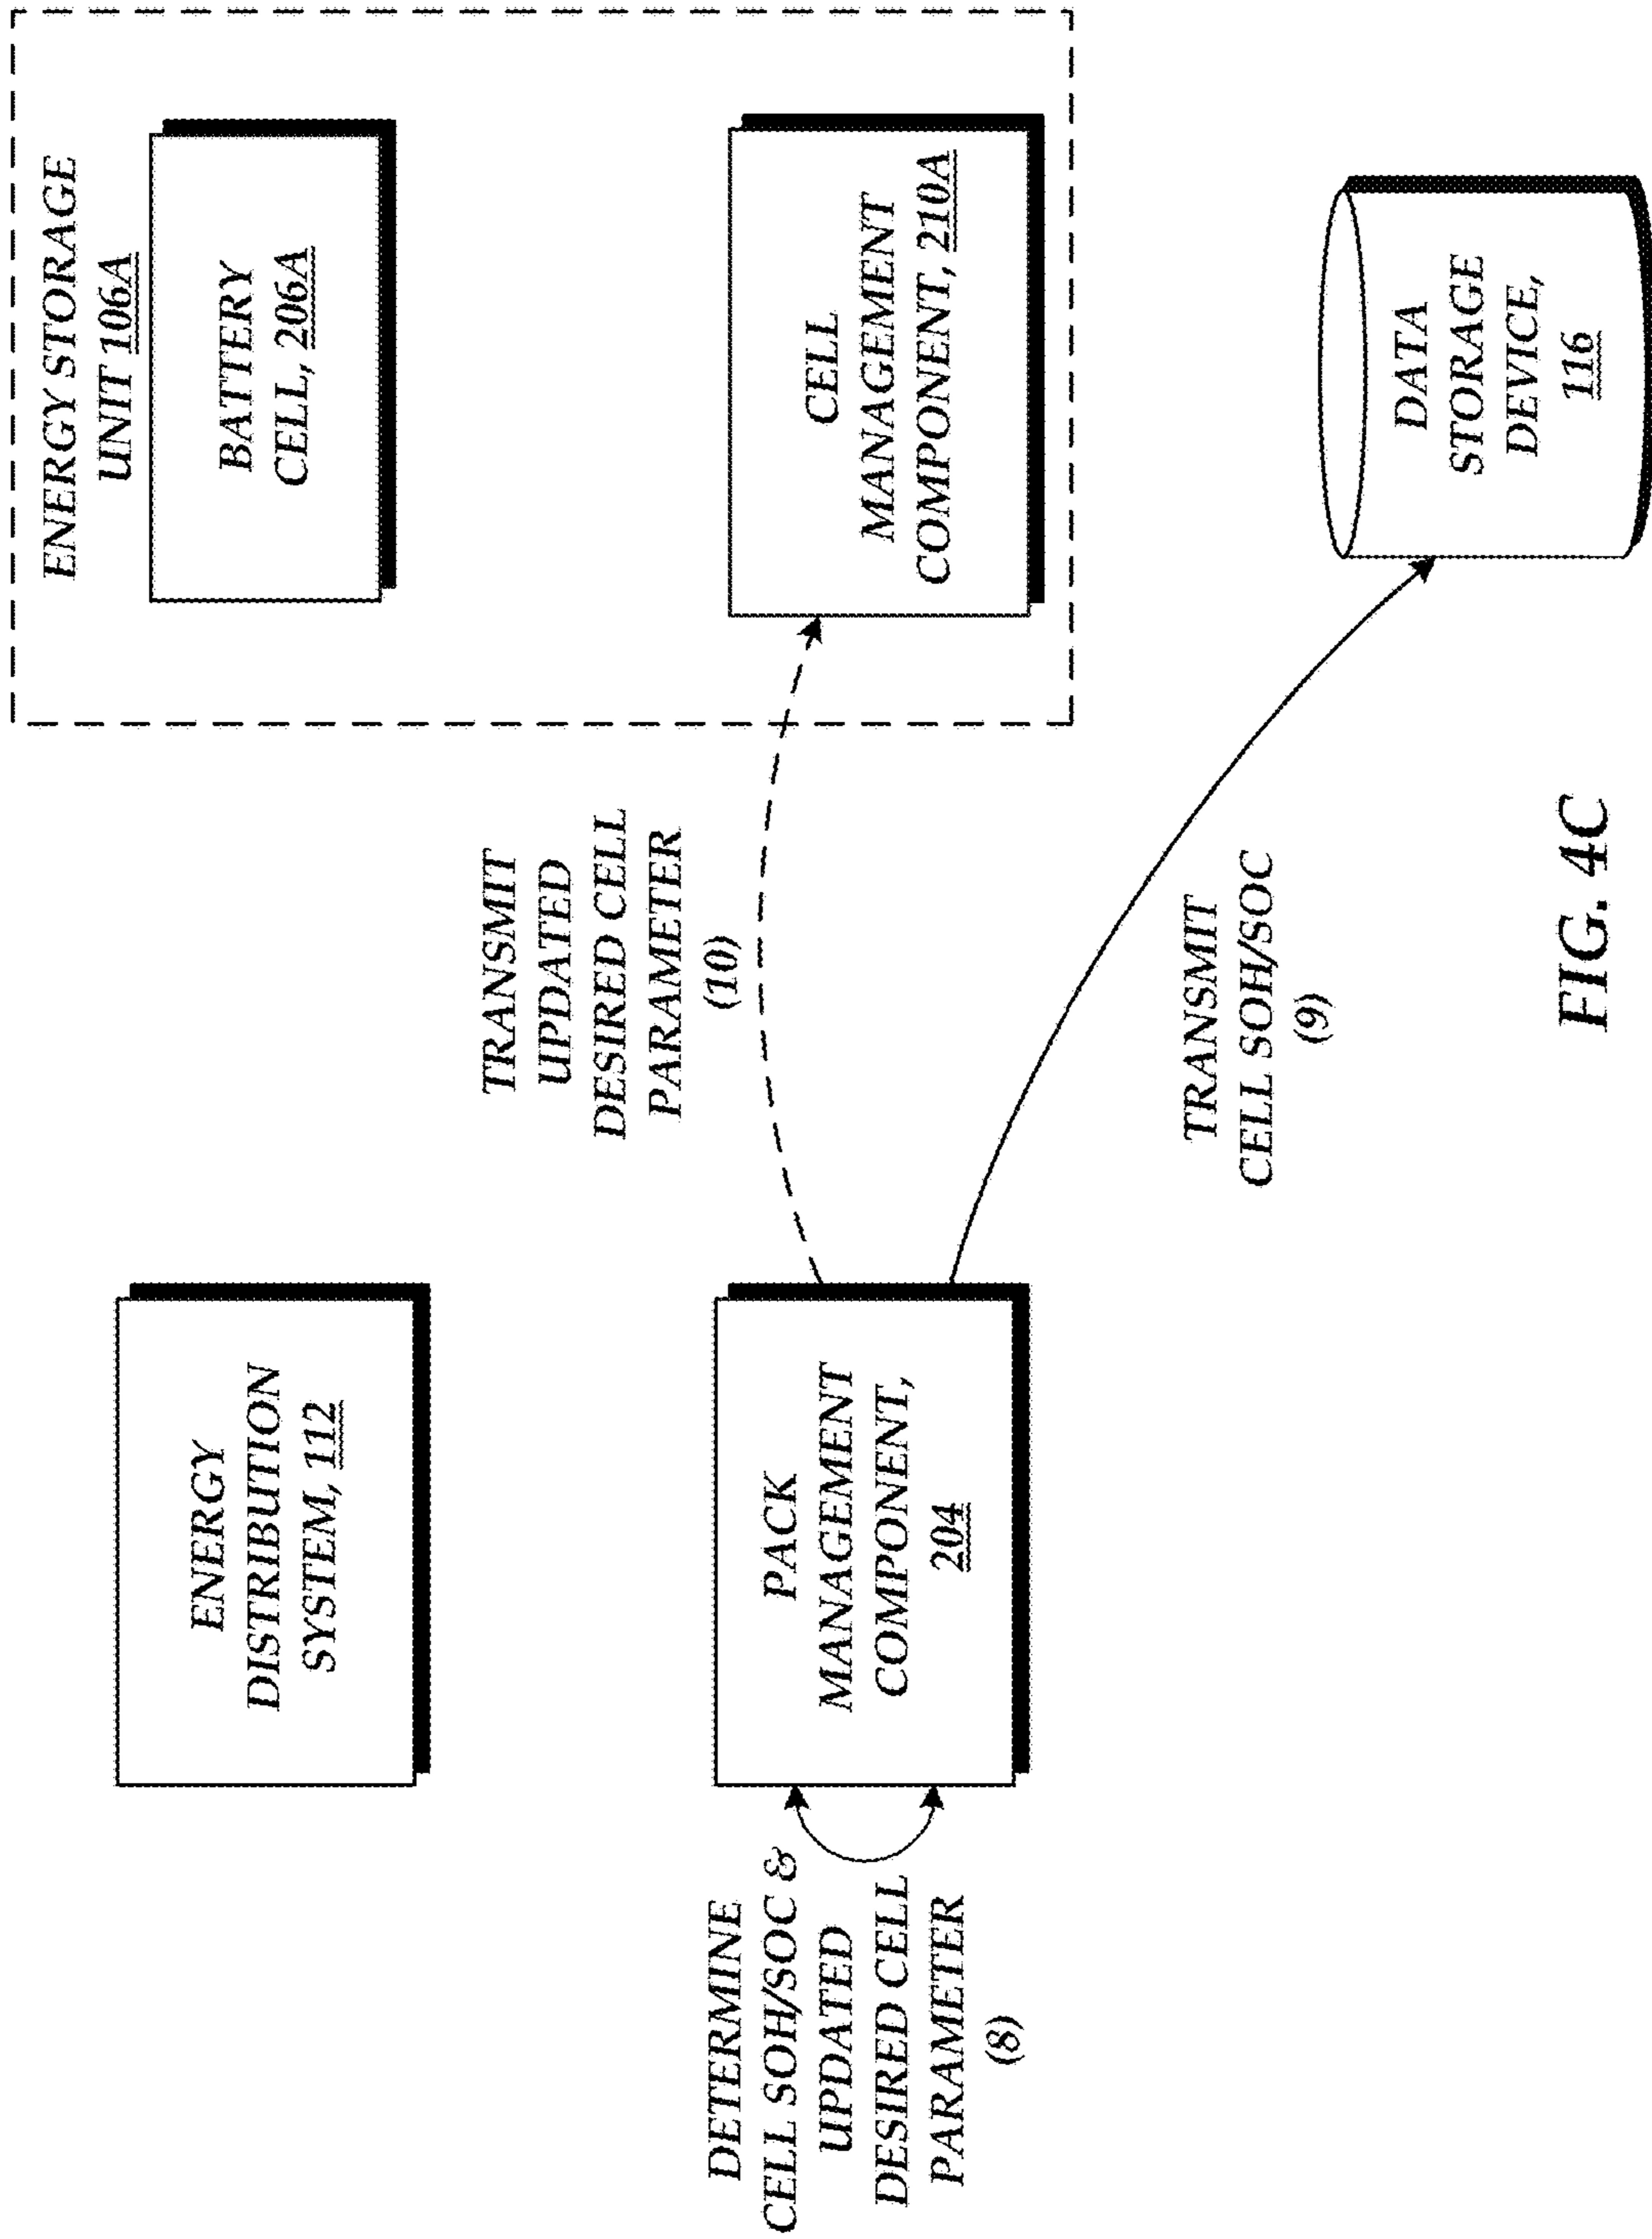 ENERGY STORAGE
UNIT 106A
BATTERY
CELL, 206A
ENERGY
DISTRIBUTION
SYSTEM, 112
TRANSMIT
UPDATED
DESIRED CELL
PARAMETER
(10)
DETERMINE
CELL SOH/SOC &
UPDATED
DESIRED CELL
PARAMETER
(8)
PACK
MANAGEMENT
COMPONENT,
204
CELL
MANAGEMENT
COMPONENT, 210A
TRANSMIT
CELL SOH/SOC
(9)
DATA
STORAGE
DEVICE,
116
FIG. 4C